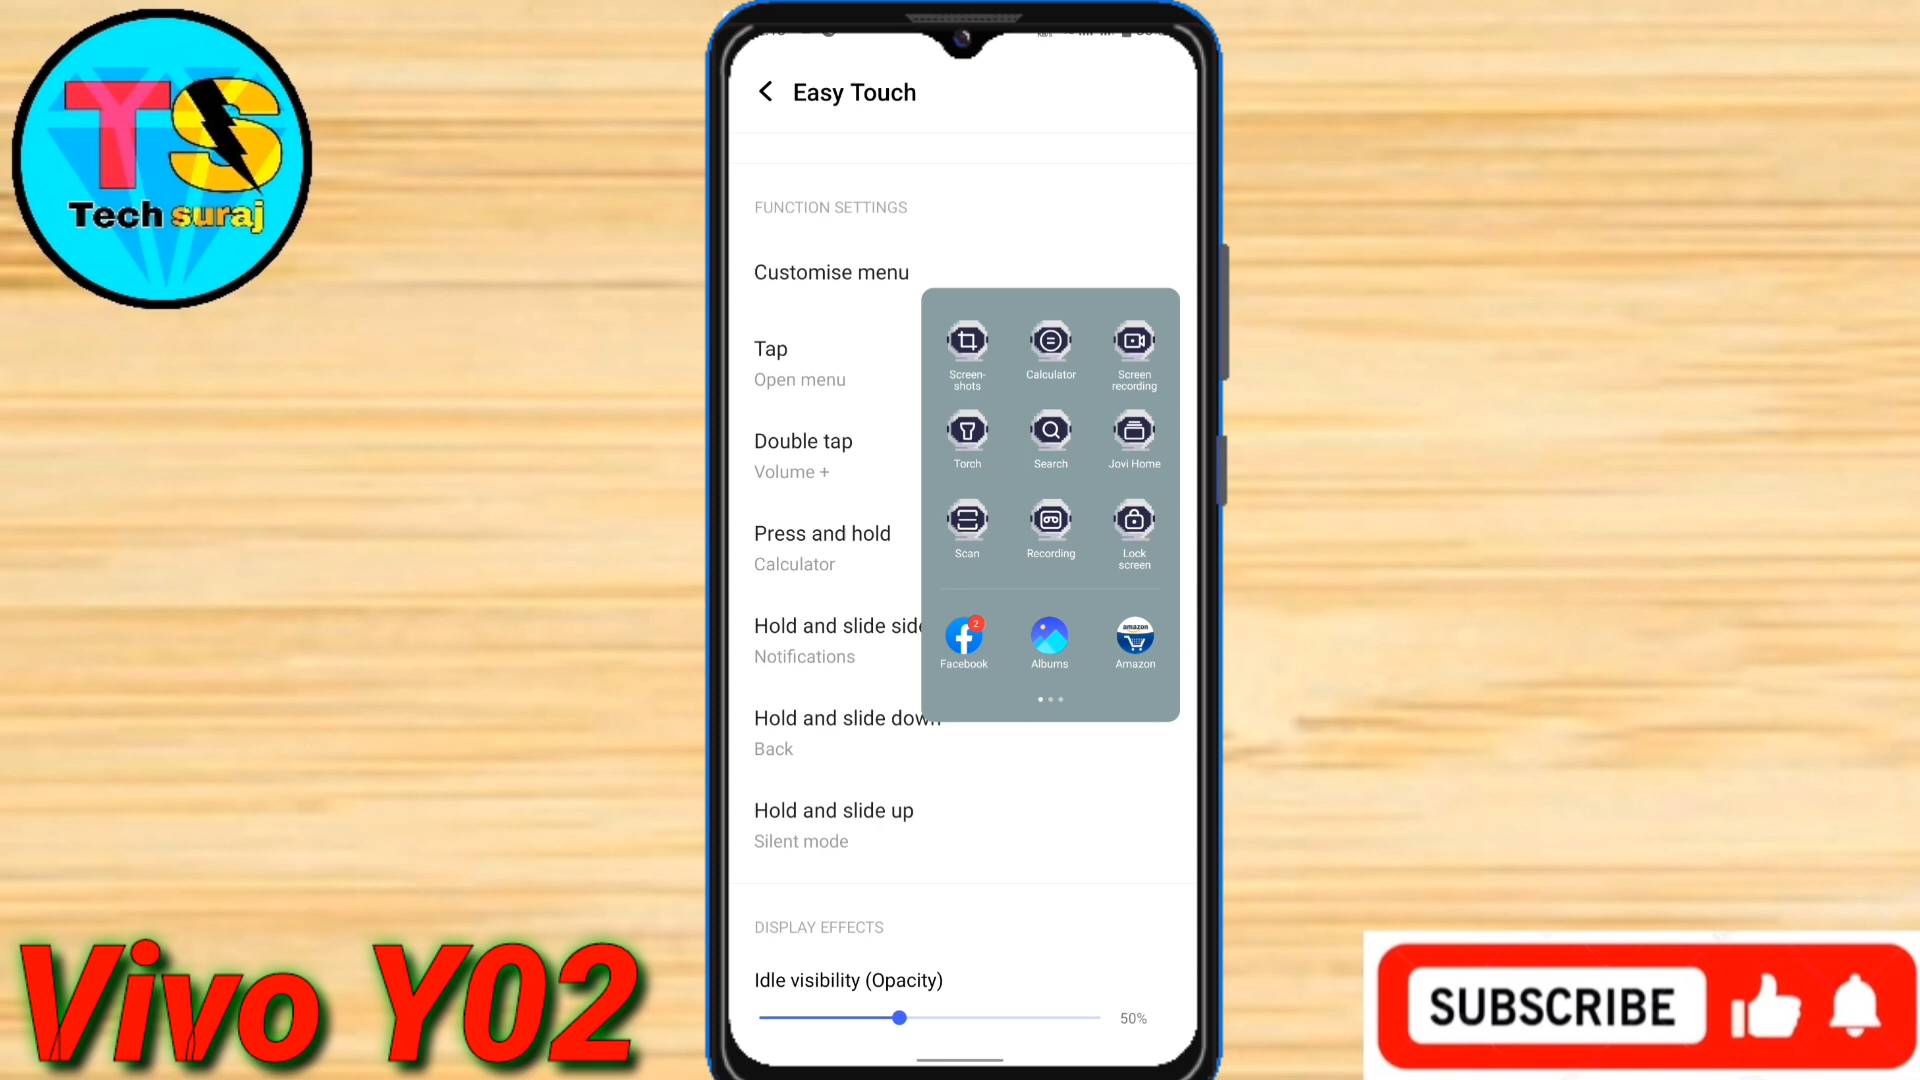 TS
Tech suraj
Easy Touch
FUNCTION SETTINGS
Customise menu
Tap
Open menu
Double tap
Volume +
Press and hold
Calculator
Hold and slide
Notifications
Hold and slide down
Back
Hold and slide up
Silent mode
DISPLAY EFFECTS
Idle visibility (Opacity)
50%
Screen-
shots
Calculator
Screen
recording
Torch
Search
Jovi Home
Scan
Recording
Lock
screen
2
amazon
Facebook
Albums
Amazon
Vivo Y02
SUBSCRIBE